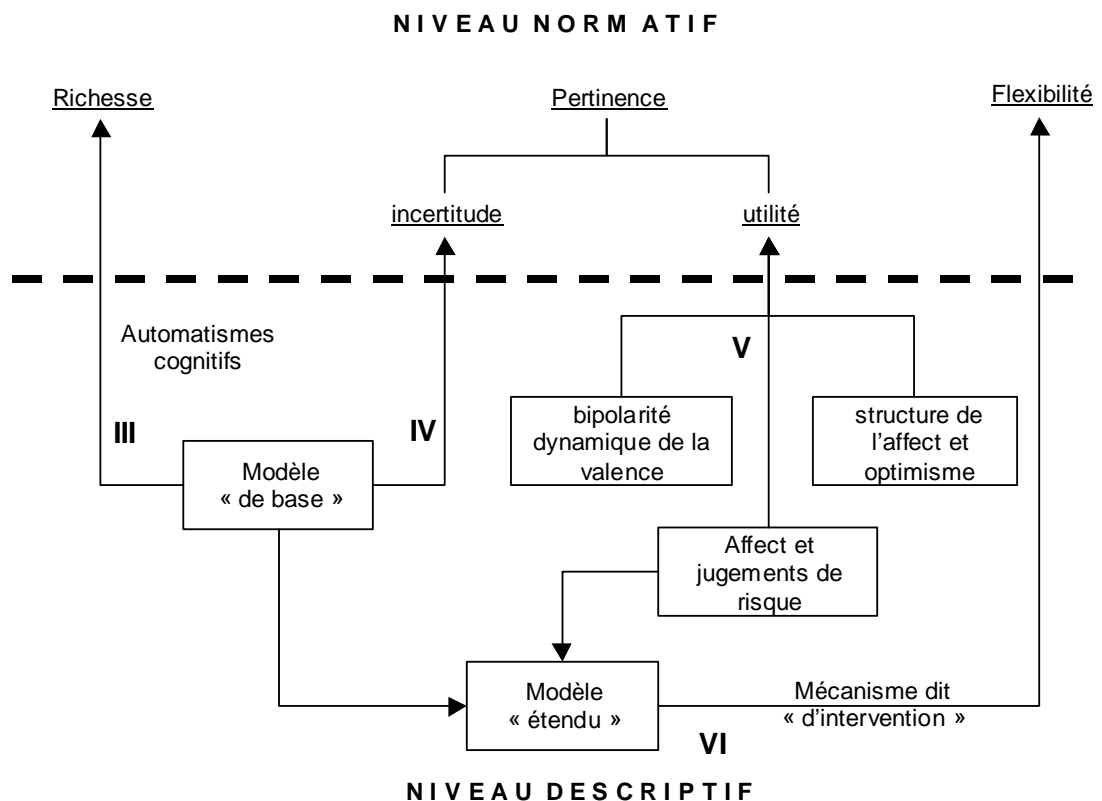 NIVEAU NORMATIF
Richesse
Pertinence
Flexibilité
incertitude
utilité
Automatismes
cognitifs
III
IV
V
bipolarité
dynamique de la
valence
structure de
l'affect et
optimisme
Modèle
« de base »
Affect et
jugements de
risque
Modèle
« étendu »
Mécanisme dit
« d'intervention »
VI
NIVEAU DESCRIPTIF